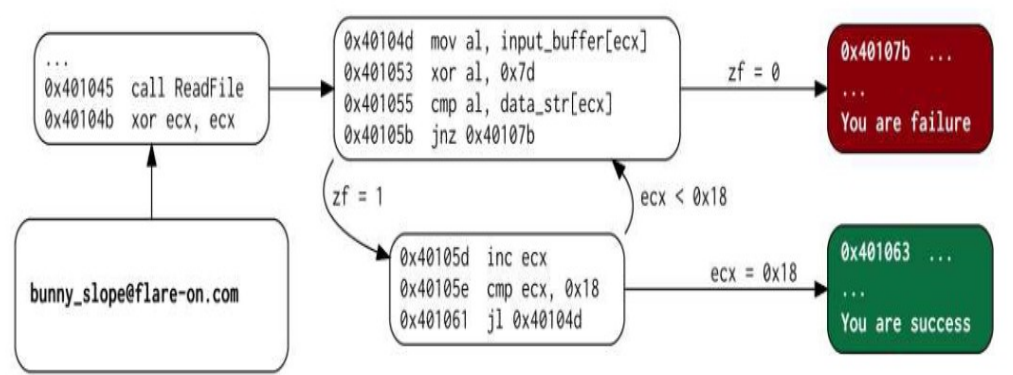 ...
0x401045 call ReadFile
0x40104b xor ecx, ecx
bunny_slope@flare-on.com
0x40104d mov al, input_buffer[ecx]
0x401053 xor al, 0x7d
0x401055 cmp al, data_str[ecx]
0x40105b jnz 0x40107b
zf = 1
ecx < 0x18
0x40105d inc ecx
0x40105e cmp ecx, 0x18
0x401061 jl 0x40104d
zf = 0
0x40107b ...
...
You are failure
ecx = 0x18
0x401063 ...
...
You are success